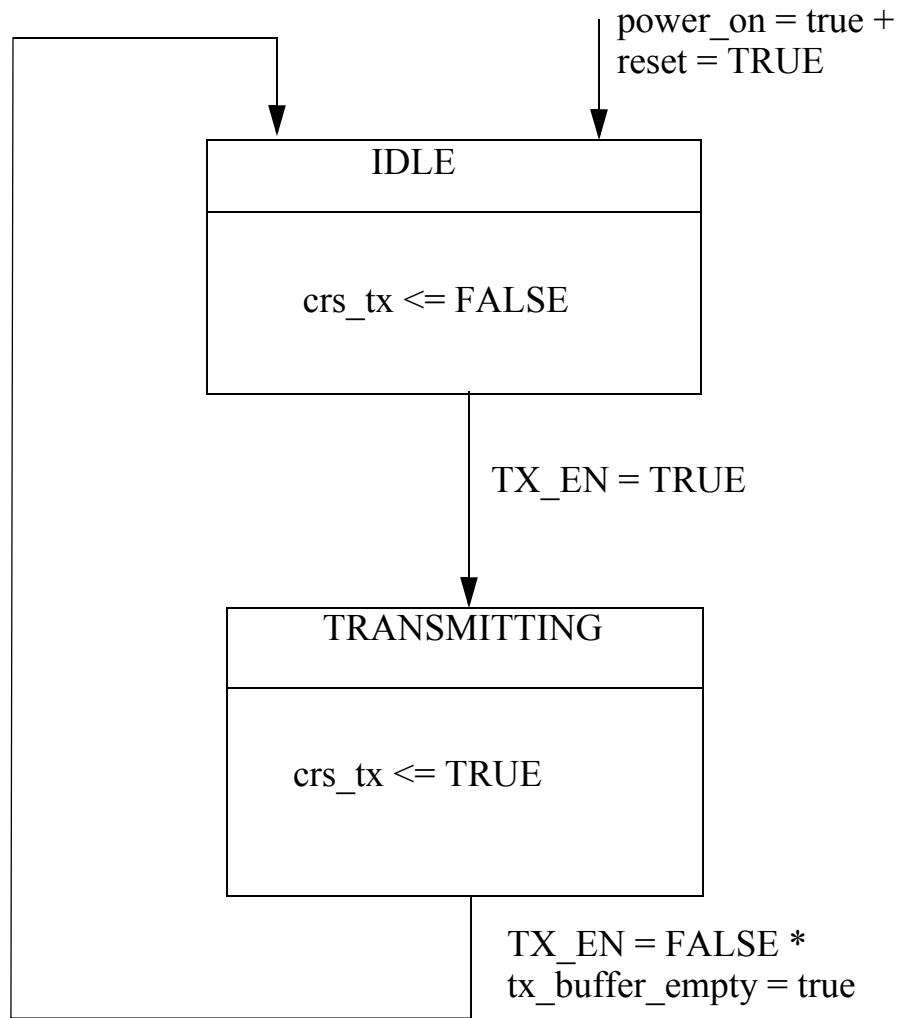 power_on = true +
reset = TRUE
IDLE
crs_tx <= FALSE
TX_EN = TRUE
TRANSMITTING
crs_tx <= TRUE
TX_EN = FALSE *
tx_buffer_empty = true